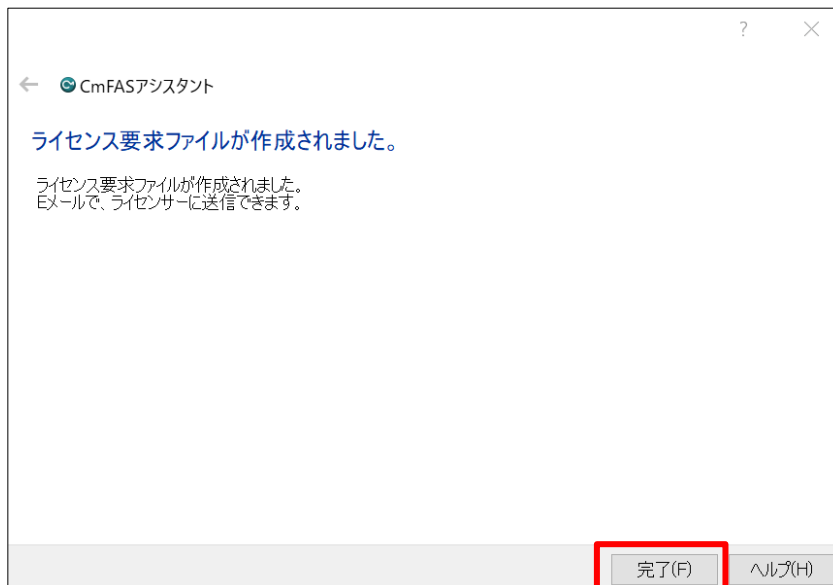 ?
CmFASアシスタント
ライセンス要求ファイルが作成されました。
ライセンス要求ファイルが作成されました。
Eメールで、ライセンサーに送信できます。
完了(F)
ヘルプ(H)